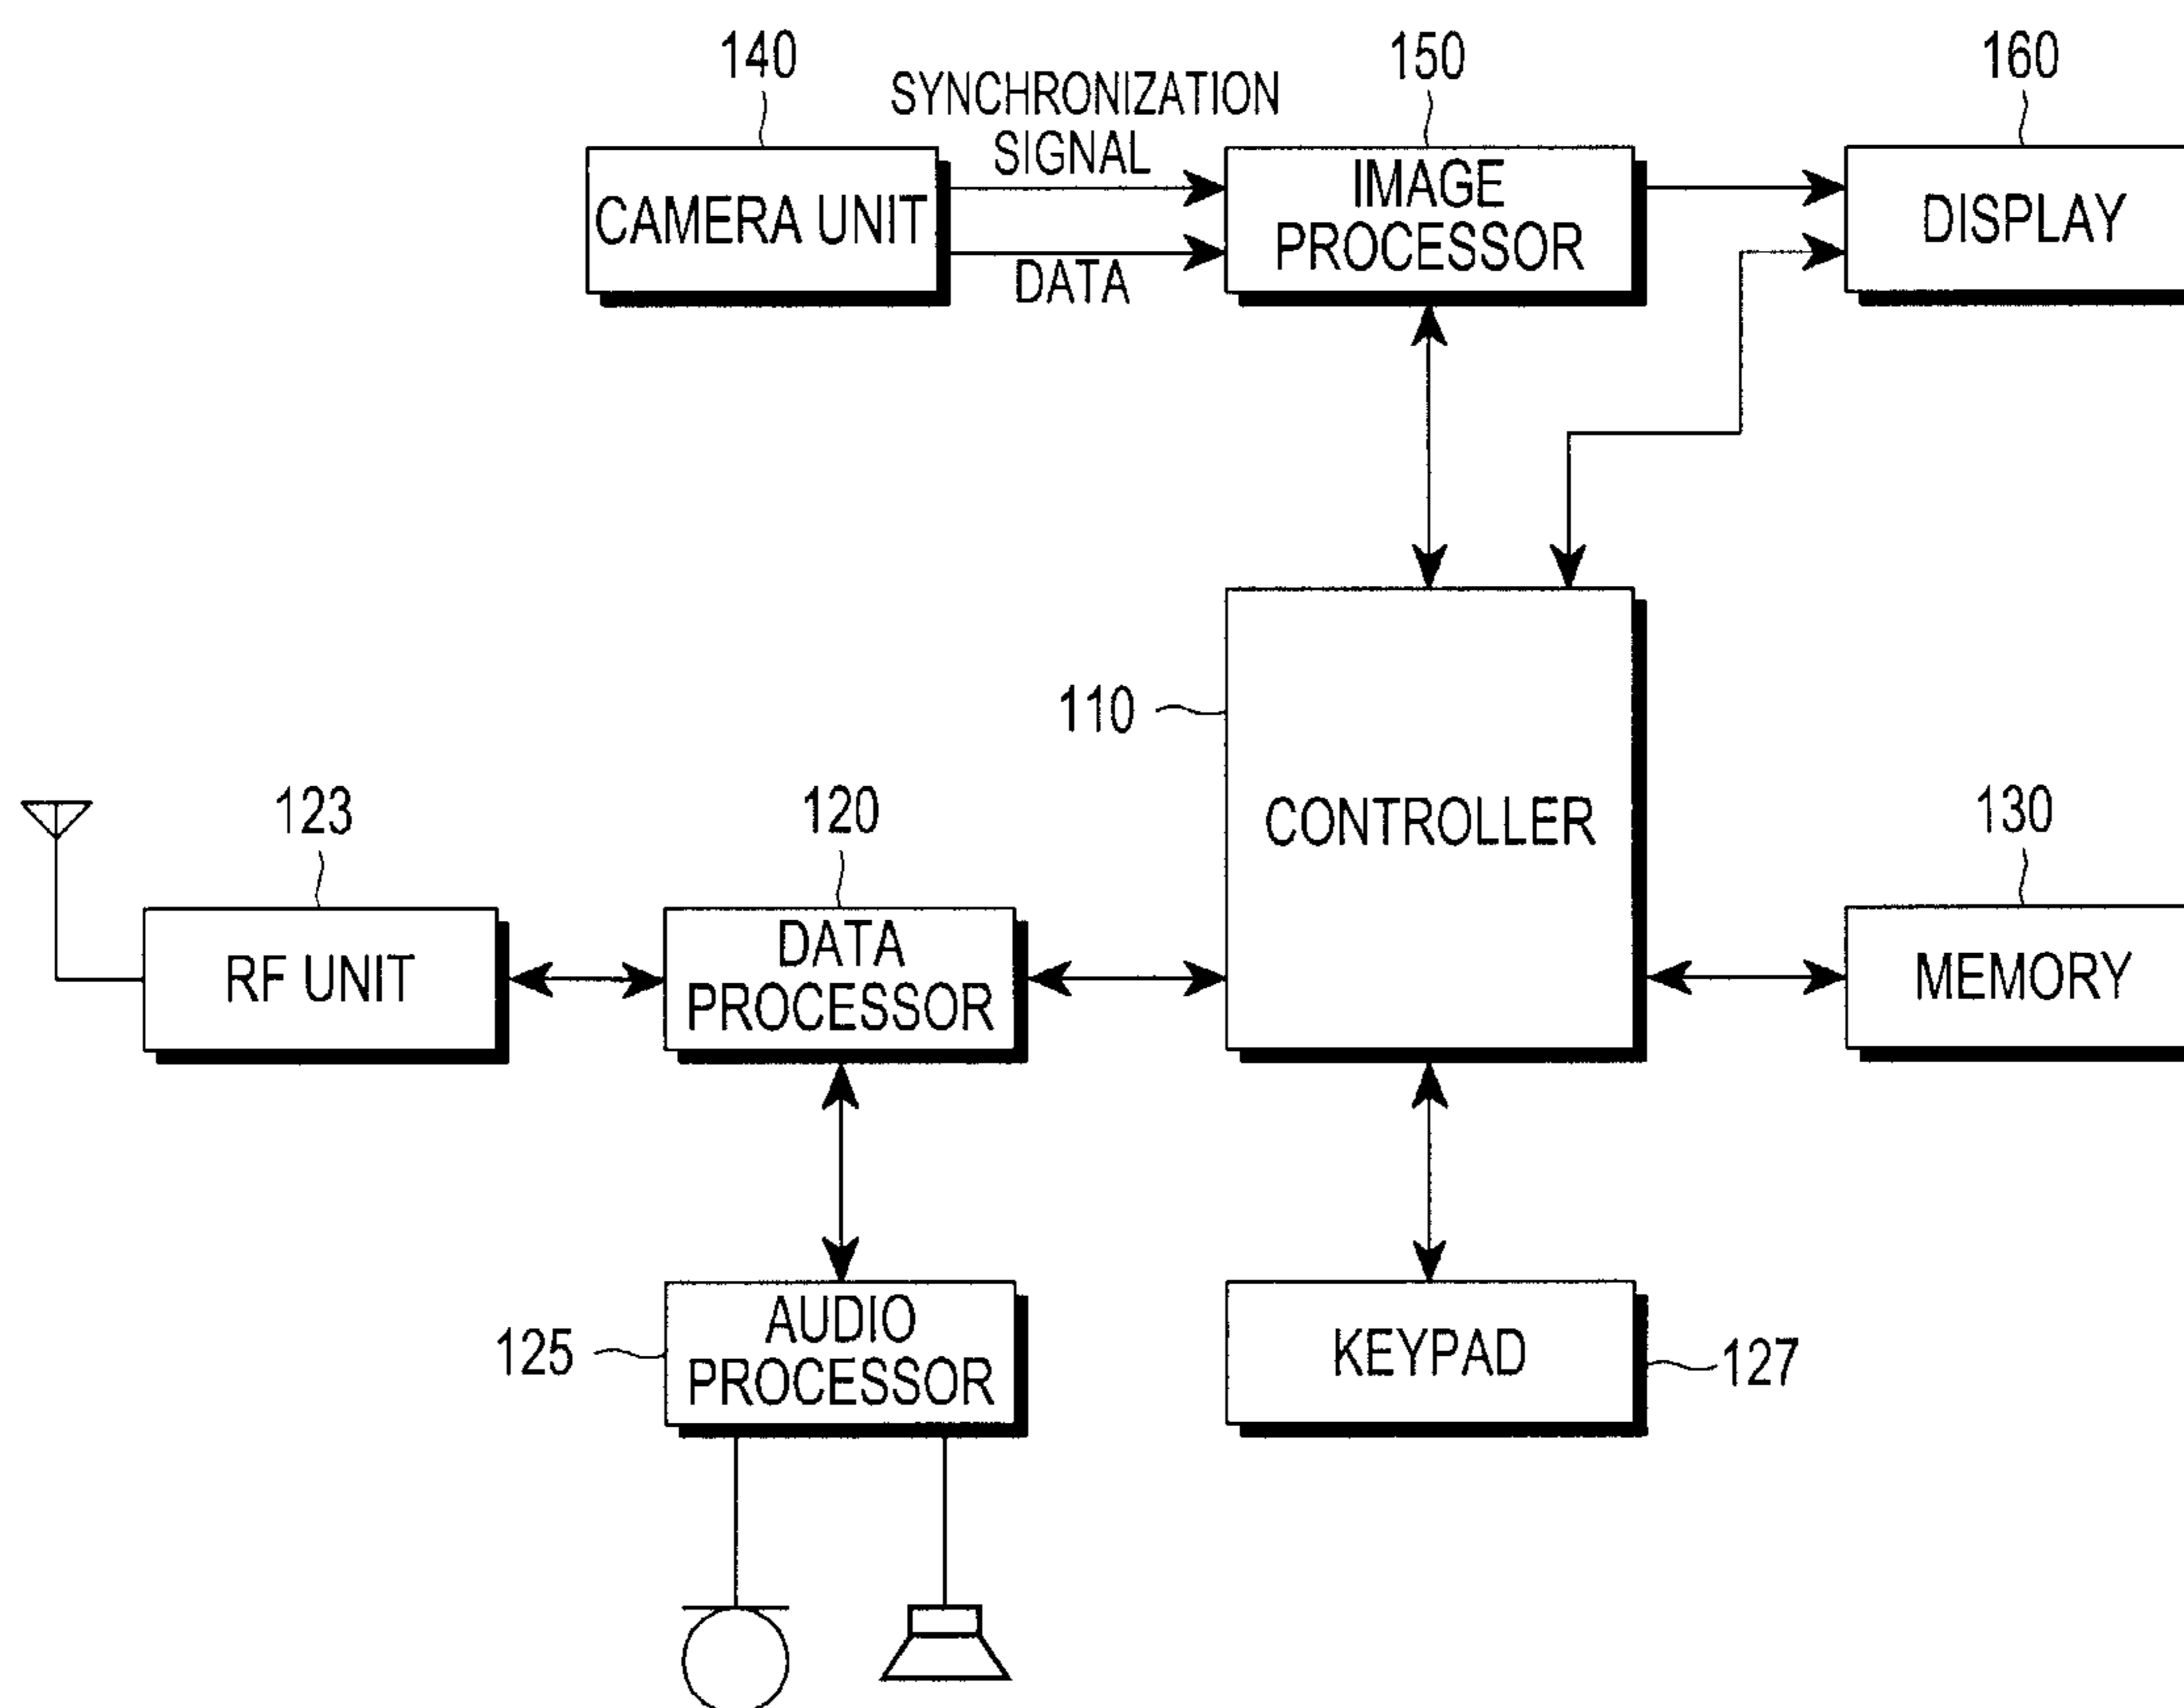 140
150
160
SYNCHRONIZATION
SIGNAL
CAMERA UNIT
IMAGE
PROCESSOR
DISPLAY
DATA
110
CONTROLLER
123
120
130
RF UNIT
DATA
PROCESSOR
MEMORY
125
AUDIO
PROCESSOR
KEYPAD
127